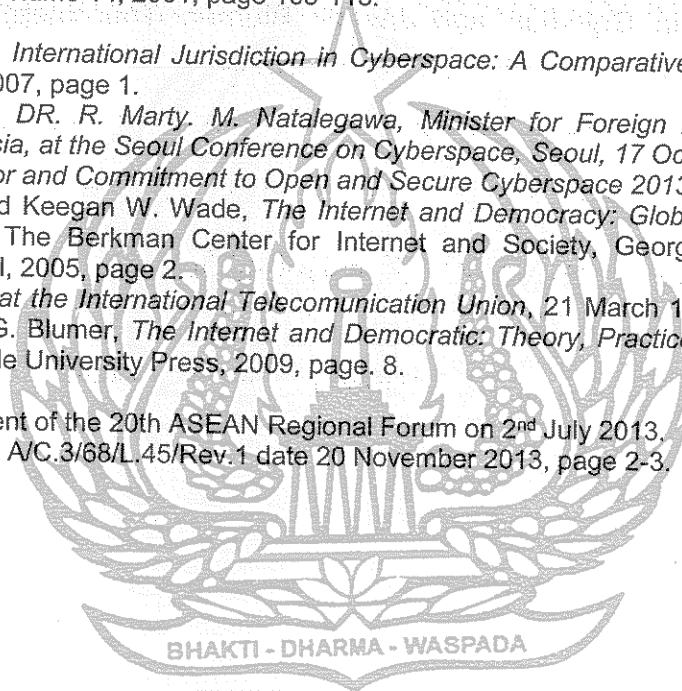 , page
International Jurisdiction in Cyberspace: A Comparative
007, page 1.
DR. R. Marty. M. Natalegawa, Minister for Foreign
sia, at the Seoul Conference on Cyberspace, Seoul, 17 Oc
or and Commitment to Open and Secure Cyberspace 2013
d Keegan W. Wade, The Internet and Democracy: Glob
The Berkman Center for Internet and Society, Georg
l, 2005, page 2.
at the International Telecomunication Union, 21 March 1
G. Blumer, The Internet and Democratic: Theory, Practice
le University Press, 2009, page. 8.
ent of the 20th ASEAN Regional Forum on 2nd July 2013.
A/C.3/68/L.45/Rev.1 date 20 November 2013, page 2-3.
BHAKTI - DHARMA - WASPADA